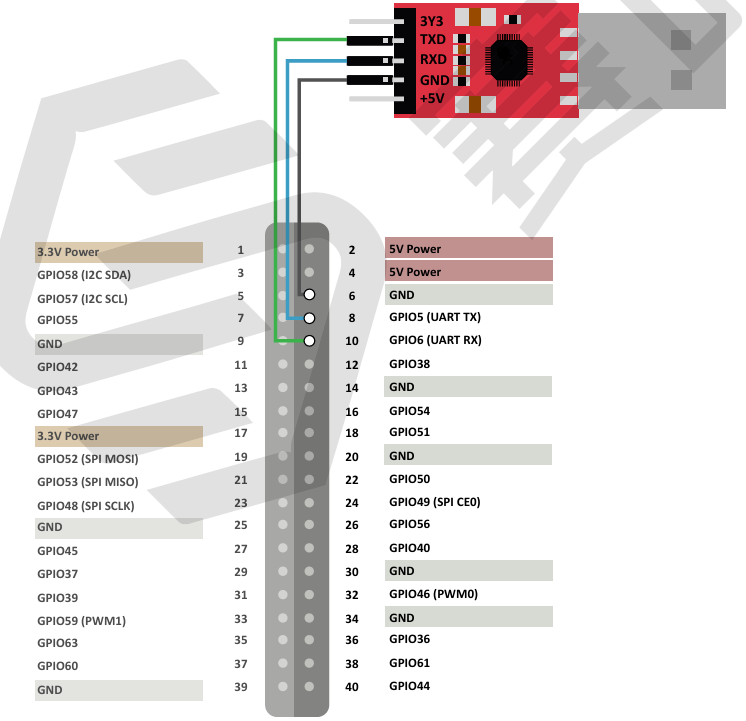 3Y3
TXD
RXD
GND
+5V
3.3V Power 1 2 5V Power
GPIO58 (I2C SDA) 3 4 5V Power
GPIO57 (I2C SCL) 5 6 GND
GPIO55 7 8 GPIO5 (UART TX)
GND 9 10 GPIO6 (UART RX)
GPIO42 11 12 GPIO38
GPIO43 13 14 GND
GPIO47 15 16 GPIO54
3.3V Power 17 18 GPIO51
GPIO52 (SPI MOSI) 19 20 GND
GPIO53 (SPI MISO) 21 22 GPIO50
GPIO48 (SPI SCLK) 23 24 GPIO49 (SPI CE0)
GND 25 26 GPIO56
GPIO45 27 28 GPIO40
GPIO37 29 30 GND
GPIO39 31 32 GPIO46 (PWM0)
GPIO59 (PWM1) 33 34 GND
GPIO63 35 36 GPIO36
GPIO60 37 38 GPIO61
GND 39 40 GPIO44